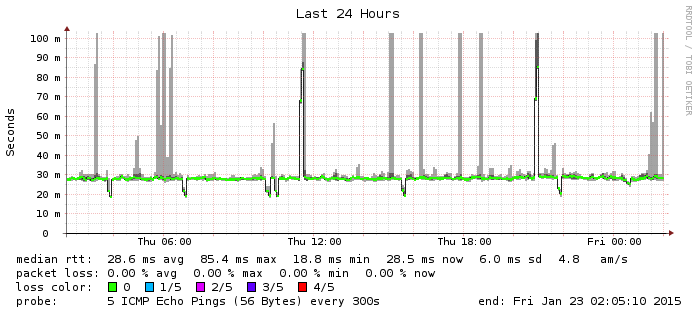 Last 24 Hours
RRDTOOL / TOBI OETIKER
Seconds
100 m
90 m
80 m
70 m
60 m
50 m
40 m
30 m
20 m
10 m
0
Thu 06:00 Thu 12:00 Thu 18:00 Fri 00:00
median rtt: 28.6 ms avg 85.4 ms max 18.8 ms min 28.5 ms now 6.0 ms sd 4.8 am/s
packet loss: 0.00 % avg 0.00 % max 0.00 % min 0.00 % now
loss color: 0 1/5 2/5 3/5 4/5
probe: 5 ICMP Echo Pings (56 Bytes) every 300s end: Fri Jan 23 02:05:10 2015